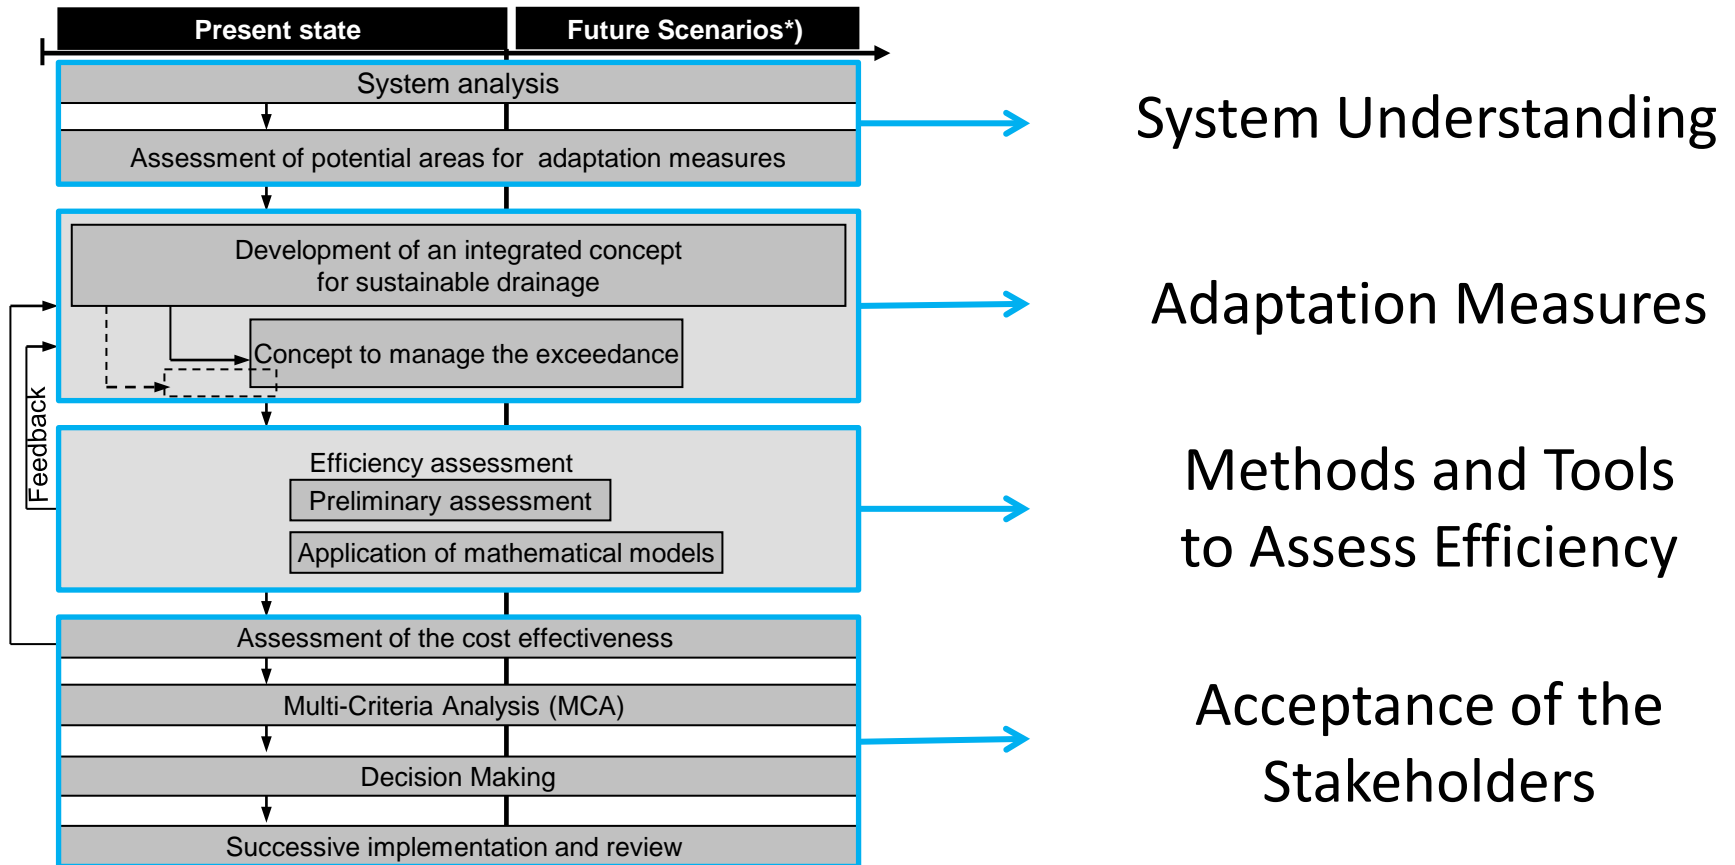 Present state
Future Scenarios*)
System analysis
Assessment of potential areas for adaptation measures
System Understanding
Development of an integrated concept
for sustainable drainage
Concept to manage the exceedance
Adaptation Measures
Feedback
Efficiency assessment
Preliminary assessment
Application of mathematical models
Methods and Tools
to Assess Efficiency
Assessment of the cost effectiveness
Multi-Criteria Analysis (MCA)
Decision Making
Successive implementation and review
Acceptance of the
Stakeholders